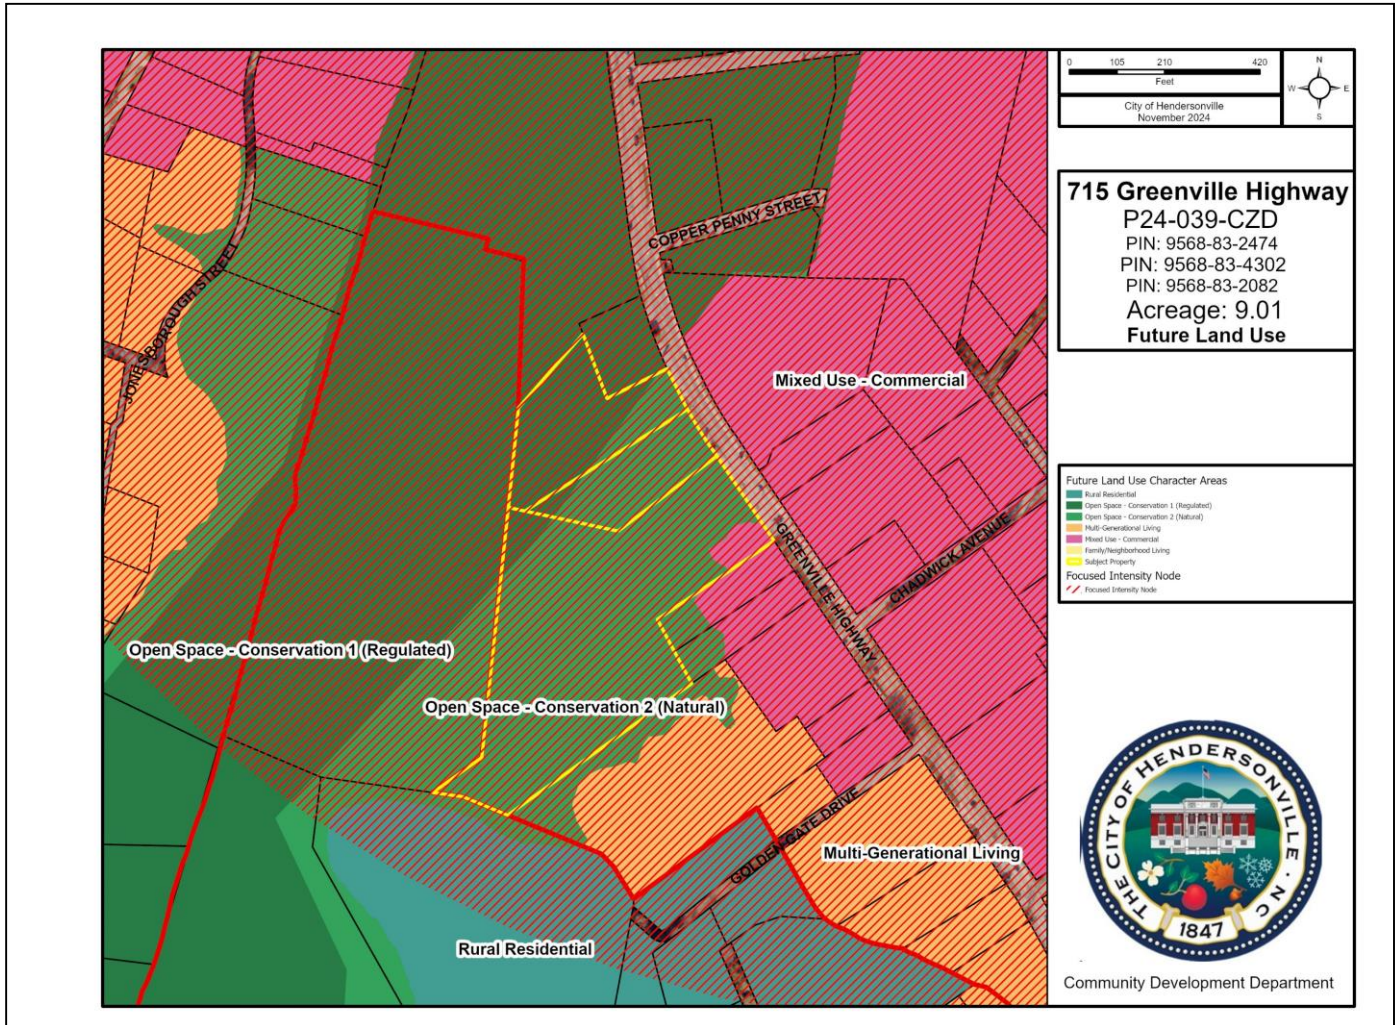 0 105 210 420
Feet
City of Hendersonville
November 2024
N
W E
S
715 Greenville Highway
P24-039-CZD
PIN: 9568-83-2474
PIN: 9568-83-4302
PIN: 9568-83-2082
Acreage: 9.01
Future Land Use
Future Land Use Character Areas
Rural Residential
Open Space - Conservation 1 (Regulated)
Open Space - Conservation 2 (Natural)
Multi-Generational Living
Mixed Use - Commercial
Family/Neighborhood Living
Subject Property
Focused Intensity Node
Focused Intensity Node
COPPER PENNY STREET
JONESBOROUGH STREET
Mixed Use - Commercial
GREENVILLE HIGHWAY
CHADWICK AVENUE
Open Space - Conservation 1 (Regulated)
Open Space - Conservation 2 (Natural)
GOLDEN GATE DRIVE
Multi-Generational Living
Rural Residential
THE CITY OF HENDERSONVILLE · NC
1847
Community Development Department